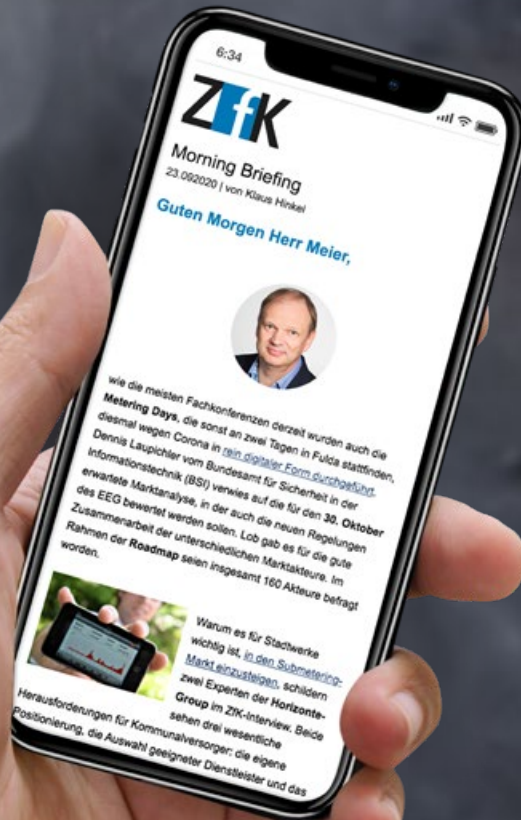 6:34
ZfK
Morning Briefing
23.092020 | von Klaus Hinkel
Guten Morgen Herr Meier,
wie die meisten Fachkonferenzen derzeit wurden auch die
Metering Days, die sonst an zwei Tagen in Fulda stattfinden,
diesmal wegen Corona in rein digitaler Form durchgeführt.
Dennis Laupichler vom Bundesamt für Sicherheit in der
Informationstechnik (BSI) verwies auf die für den 30. Oktober
erwartete Marktanalyse, in der auch die neuen Regelungen
des EEG bewertet werden sollen. Lob gab es für die gute
Zusammenarbeit der unterschiedlichen Marktakteure. Im
Rahmen der Roadmap seien insgesamt 160 Akteure befragt
worden.
Warum es für Stadtwerke
wichtig ist, in den Submetering-
Markt einzusteigen, schildern
zwei Experten der Horizonte-
Group im ZfK-Interview. Beide
sehen drei wesentliche
Herausforderungen für Kommunalversorger: die eigene
Positionierung, die Auswahl geeigneter Dienstleister und das